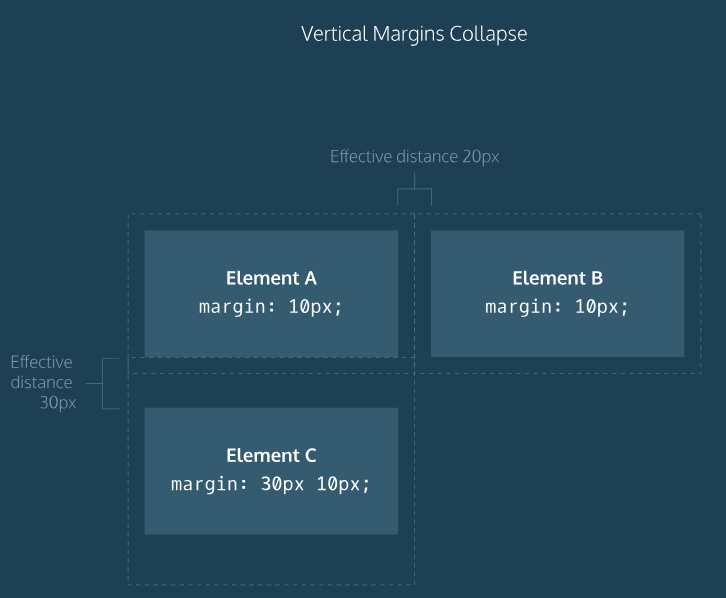 Vertical Margins Collapse
Effective distance 20px
Element A
margin: 10px;
Element B
margin: 10px;
Effective
distance
30px
Element C
margin: 30px 10px;